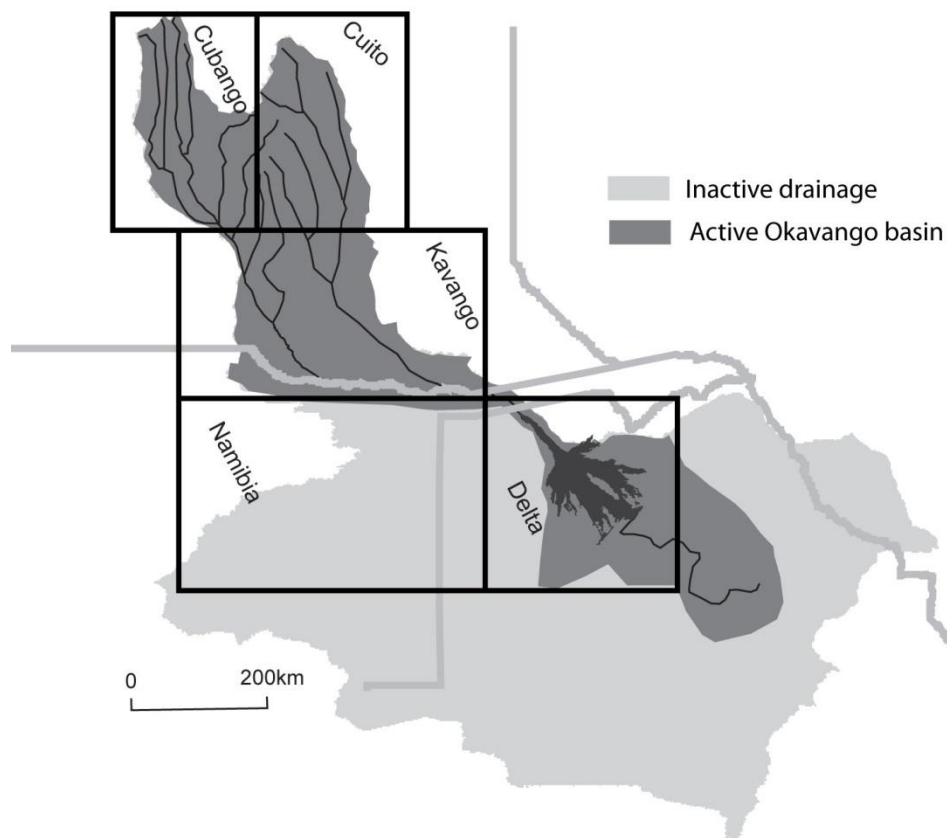 Cubango
Cuito
Inactive drainage
Active Okavango basin
Kavango
Namibia
Delta
0
200km